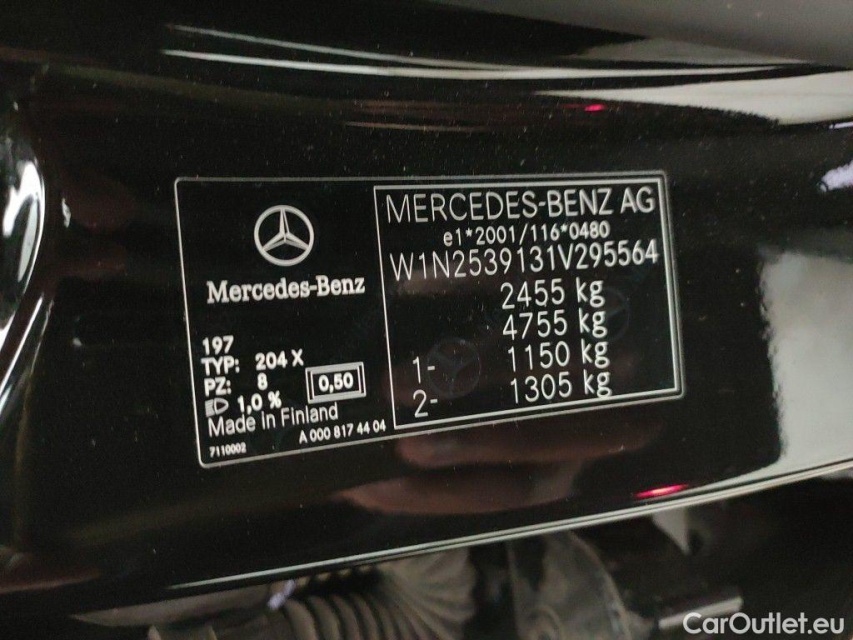 Mercedes-Benz
197
TYP: 204 X
PZ: 8
1,0 %
0,50
Made in Finland
7110002
A 000 817 44 04
MERCEDES-BENZ AG
e1*2001/116*0480
W1N2539131V295564
2455 kg
4755 kg
1- 1150 kg
2- 1305 kg
CarOutlet.eu